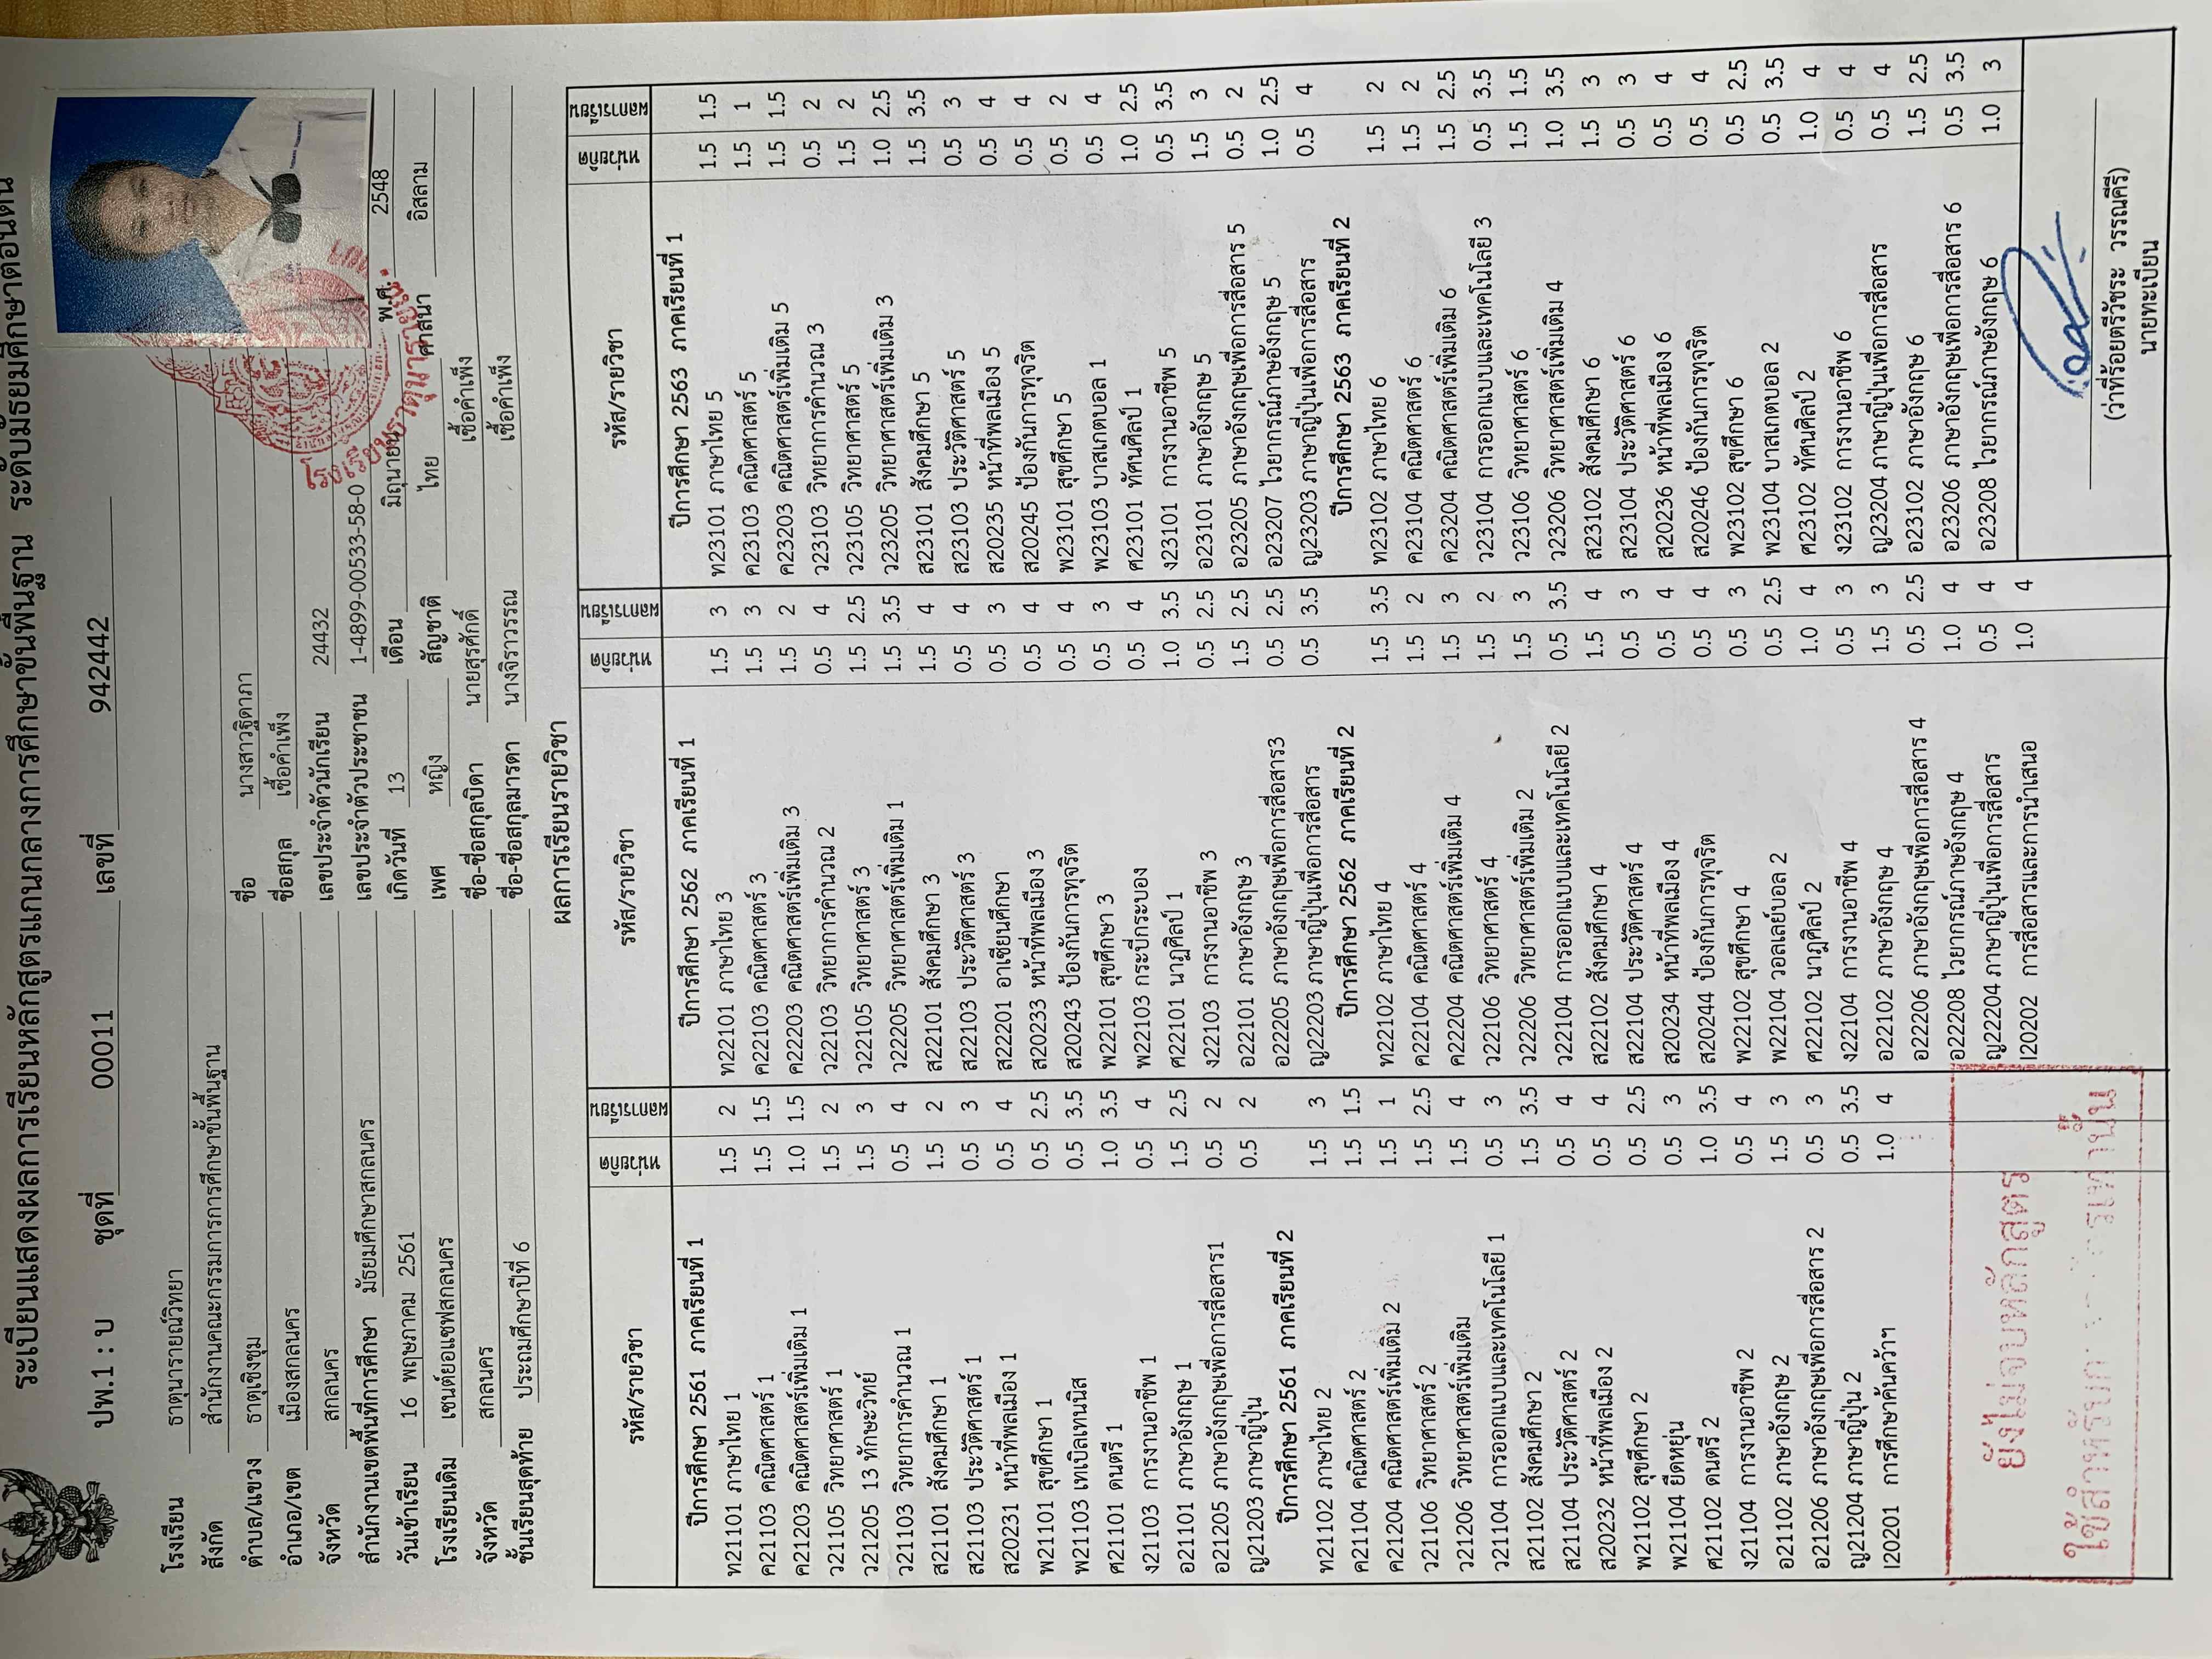 ระเบียนแสดงผลการเรียนหลักสูตรแกนกลางการศึกษาขั้นพื้นฐาน ระดับมัธยมศึกษาตอนต้น
ปพ.1 : บ ชุดที่ 00011 เลขที่ 942442
โรงเรียน ธาตุนารายณ์วิทยา
สังกัด สำนักงานคณะกรรมการการศึกษาขั้นพื้นฐาน
ตำบล/แขวง ธาตุเชิงชุม
อำเภอ/เขต เมืองสกลนคร
จังหวัด สกลนคร
สำนักงานเขตพื้นที่การศึกษา มัธยมศึกษาสกลนคร
วันเข้าเรียน 16 พฤษภาคม 2561
โรงเรียนเดิม เซนต์ยอแซฟสกลนคร
จังหวัด สกลนคร
ชั้นเรียนสุดท้าย ประถมศึกษาปีที่ 6
ชื่อ นางสาวฐิตาภา
ชื่อสกุล เชื้อคำเพ็ง
เลขประจำตัวนักเรียน 24432
เลขประจำตัวประชาชน 1-4899-00533-58-0
เกิดวันที่ 13 เดือน มิถุนายน พ.ศ. 2548
เพศ หญิง สัญชาติ ไทย ศาสนา อิสลาม
ชื่อ-ชื่อสกุลบิดา นายสุรศักดิ์ เชื้อคำเพ็ง
ชื่อ-ชื่อสกุลมารดา นางจิราวรรณ เชื้อคำเพ็ง
ผลการเรียนรายวิชา
รหัส/รายวิชา หน่วยกิต ผลการเรียน
ปีการศึกษา 2561 ภาคเรียนที่ 1
ท21101 ภาษาไทย 1 1.5 2
ค21103 คณิตศาสตร์ 1 1.5 1.5
ค21203 คณิตศาสตร์เพิ่มเติม 1 1.0 1.5
ว21105 วิทยาศาสตร์ 1 1.5 2
ว21205 13 ทักษะวิทย์ 1.5 3
ว21103 วิทยาการคำนวณ 1 0.5 4
ส21101 สังคมศึกษา 1 1.5 2
ส21103 ประวัติศาสตร์ 1 0.5 3
ส20231 หน้าที่พลเมือง 1 0.5 4
พ21101 สุขศึกษา 1 0.5 2.5
พ21103 เทเบิลเทนนิส 0.5 3.5
ศ21101 ดนตรี 1 1.0 3.5
ง21103 การงานอาชีพ 1 0.5 4
อ21101 ภาษาอังกฤษ 1 1.5 2.5
อ21205 ภาษาอังกฤษเพื่อการสื่อสาร1 0.5 2
ญ21203 ภาษาญี่ปุ่น 0.5 2
ปีการศึกษา 2561 ภาคเรียนที่ 2
ท21102 ภาษาไทย 2 1.5 3
ค21104 คณิตศาสตร์ 2 1.5 1.5
ค21204 คณิตศาสตร์เพิ่มเติม 2 1.5 1
ว21106 วิทยาศาสตร์ 2 1.5 2.5
ว21206 วิทยาศาสตร์เพิ่มเติม 1.5 4
ว21104 การออกแบบและเทคโนโลยี 1 0.5 3
ส21102 สังคมศึกษา 2 1.5 3.5
ส21104 ประวัติศาสตร์ 2 0.5 4
ส20232 หน้าที่พลเมือง 2 0.5 4
พ21102 สุขศึกษา 2 0.5 2.5
พ21104 ยืดหยุ่น 0.5 3
ศ21102 ดนตรี 2 1.0 3.5
ง21104 การงานอาชีพ 2 0.5 4
อ21102 ภาษาอังกฤษ 2 1.5 3
อ21206 ภาษาอังกฤษเพื่อการสื่อสาร 2 0.5 3
ญ21204 ภาษาญี่ปุ่น 2 0.5 3.5
I20201 การศึกษาค้นคว้าฯ 1.0 4
ยังไม่จบหลักสูตร
รหัส/รายวิชา หน่วยกิต ผลการเรียน
ปีการศึกษา 2562 ภาคเรียนที่ 1
ท22101 ภาษาไทย 3 1.5 3
ค22103 คณิตศาสตร์ 3 1.5 3
ค22203 คณิตศาสตร์เพิ่มเติม 3 1.5 2
ว22103 วิทยาการคำนวณ 2 0.5 4
ว22105 วิทยาศาสตร์ 3 1.5 2.5
ว22205 วิทยาศาสตร์เพิ่มเติม 1 1.5 3.5
ส22101 สังคมศึกษา 3 1.5 4
ส22103 ประวัติศาสตร์ 3 0.5 4
ส22201 อาเซียนศึกษา 0.5 3
ส20233 หน้าที่พลเมือง 3 0.5 4
ส20243 ป้องกันการทุจริต 0.5 4
พ22101 สุขศึกษา 3 0.5 3
พ22103 กระบี่กระบอง 0.5 4
ศ22101 นาฏศิลป์ 1 1.0 3.5
ง22103 การงานอาชีพ 3 0.5 2.5
อ22101 ภาษาอังกฤษ 3 1.5 2.5
อ22205 ภาษาอังกฤษเพื่อการสื่อสาร3 0.5 2.5
ญ22203 ภาษาญี่ปุ่นเพื่อการสื่อสาร 0.5 3.5
ปีการศึกษา 2562 ภาคเรียนที่ 2
ท22102 ภาษาไทย 4 1.5 3.5
ค22104 คณิตศาสตร์ 4 1.5 2
ค22204 คณิตศาสตร์เพิ่มเติม 4 1.5 3
ว22106 วิทยาศาสตร์ 4 1.5 2
ว22206 วิทยาศาสตร์เพิ่มเติม 2 1.5 3
ว22104 การออกแบบและเทคโนโลยี 2 0.5 3.5
ส22102 สังคมศึกษา 4 1.5 4
ส22104 ประวัติศาสตร์ 4 0.5 3
ส20234 หน้าที่พลเมือง 4 0.5 4
ส20244 ป้องกันการทุจริต 0.5 4
พ22102 สุขศึกษา 4 0.5 3
พ22104 วอลเลย์บอล 2 0.5 2.5
ศ22102 นาฏศิลป์ 2 1.0 4
ง22104 การงานอาชีพ 4 0.5 3
อ22102 ภาษาอังกฤษ 4 1.5 3
อ22206 ภาษาอังกฤษเพื่อการสื่อสาร 4 0.5 2.5
อ22208 ไวยากรณ์ภาษาอังกฤษ 4 1.0 4
ญ22204 ภาษาญี่ปุ่นเพื่อการสื่อสาร 0.5 4
I20202 การสื่อสารและการนำเสนอ 1.0 4
รหัส/รายวิชา หน่วยกิต ผลการเรียน
ปีการศึกษา 2563 ภาคเรียนที่ 1
ท23101 ภาษาไทย 5 1.5 1.5
ค23103 คณิตศาสตร์ 5 1.5 1
ค23203 คณิตศาสตร์เพิ่มเติม 5 1.5 1.5
ว23103 วิทยาการคำนวณ 3 0.5 2
ว23105 วิทยาศาสตร์ 5 1.5 2
ว23205 วิทยาศาสตร์เพิ่มเติม 3 1.0 2.5
ส23101 สังคมศึกษา 5 1.5 3.5
ส23103 ประวัติศาสตร์ 5 0.5 3
ส20235 หน้าที่พลเมือง 5 0.5 4
ส20245 ป้องกันการทุจริต 0.5 4
พ23101 สุขศึกษา 5 0.5 2
พ23103 บาสเกตบอล 1 0.5 4
ศ23101 ทัศนศิลป์ 1 1.0 2.5
ง23101 การงานอาชีพ 5 0.5 3.5
อ23101 ภาษาอังกฤษ 5 1.5 3
อ23205 ภาษาอังกฤษเพื่อการสื่อสาร 5 0.5 2
อ23207 ไวยากรณ์ภาษาอังกฤษ 5 1.0 2.5
ญ23203 ภาษาญี่ปุ่นเพื่อการสื่อสาร 0.5 4
ปีการศึกษา 2563 ภาคเรียนที่ 2
ท23102 ภาษาไทย 6 1.5 2
ค23104 คณิตศาสตร์ 6 1.5 2
ค23204 คณิตศาสตร์เพิ่มเติม 6 1.5 2.5
ว23104 การออกแบบและเทคโนโลยี 3 0.5 3.5
ว23106 วิทยาศาสตร์ 6 1.5 1.5
ว23206 วิทยาศาสตร์พิ่มเติม 4 1.0 3.5
ส23102 สังคมศึกษา 6 1.5 3
ส23104 ประวัติศาสตร์ 6 0.5 3
ส20236 หน้าที่พลเมือง 6 0.5 4
ส20246 ป้องกันการทุจริต 0.5 4
พ23102 สุขศึกษา 6 0.5 2.5
พ23104 บาสเกตบอล 2 0.5 3.5
ศ23102 ทัศนศิลป์ 2 1.0 4
ง23102 การงานอาชีพ 6 0.5 4
ญ23204 ภาษาญี่ปุ่นเพื่อการสื่อสาร 0.5 4
อ23102 ภาษาอังกฤษ 6 1.5 2.5
อ23206 ภาษาอังกฤษเพื่อการสื่อสาร 6 0.5 3.5
อ23208 ไวยากรณ์ภาษาอังกฤษ 6 1.0 3
(ว่าที่ร้อยตรีวัชระ วรรณคีรี)
นายทะเบียน